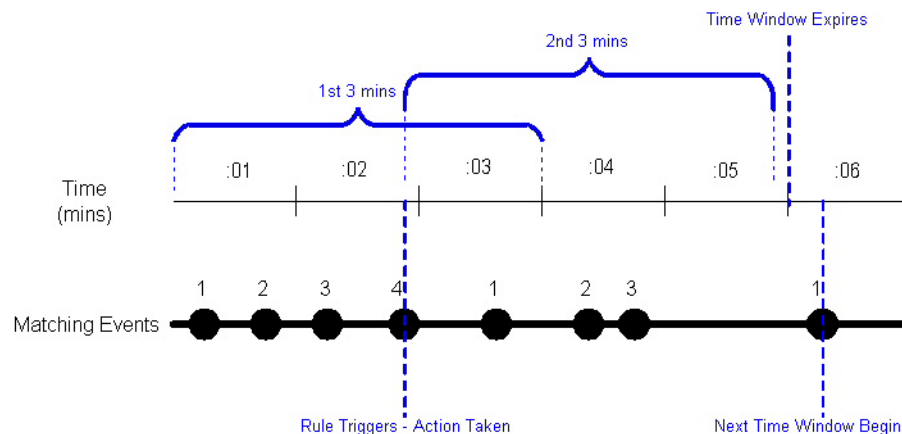 Time Window Expires
2nd 3 mins
1st 3 mins
:01 :02 :03 :04 :05 :06
Time
(mins)
1 2 3 4 1 2 3 1
Matching Events
Rule Triggers - Action Taken
Next Time Window Begin